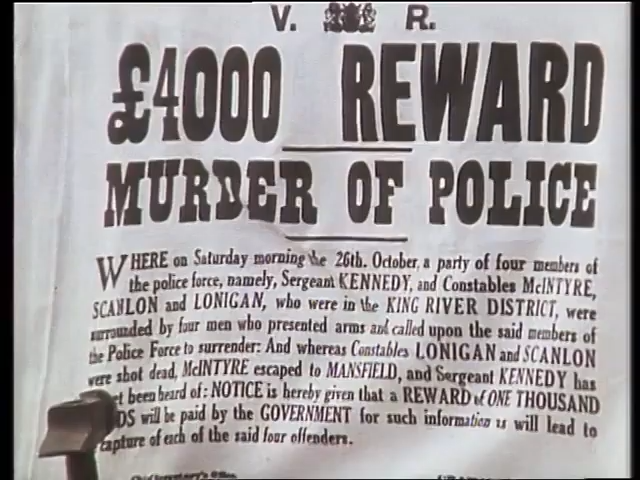 V. R.
£4000 REWARD
MURDER OF POLICE
WHERE on Saturday morning the 26th. October, a party of four members of
the police force, namely, Sergeant KENNEDY, and Constables McINTYRE,
SCANLON and LONIGAN, who were in the KING RIVER DISTRICT, were
surrounded by four men who presented arms and called upon the said members of
the Police Force to surrender: And whereas Constables LONIGAN and SCANLON
were shot dead, McINTYRE escaped to MANSFIELD, and Sergeant KENNEDY has
been heard of: NOTICE is hereby given that a REWARD of ONE THOUSAND
DS will be paid by the GOVERNMENT for such information as will lead to
capture of each of the said four offenders.